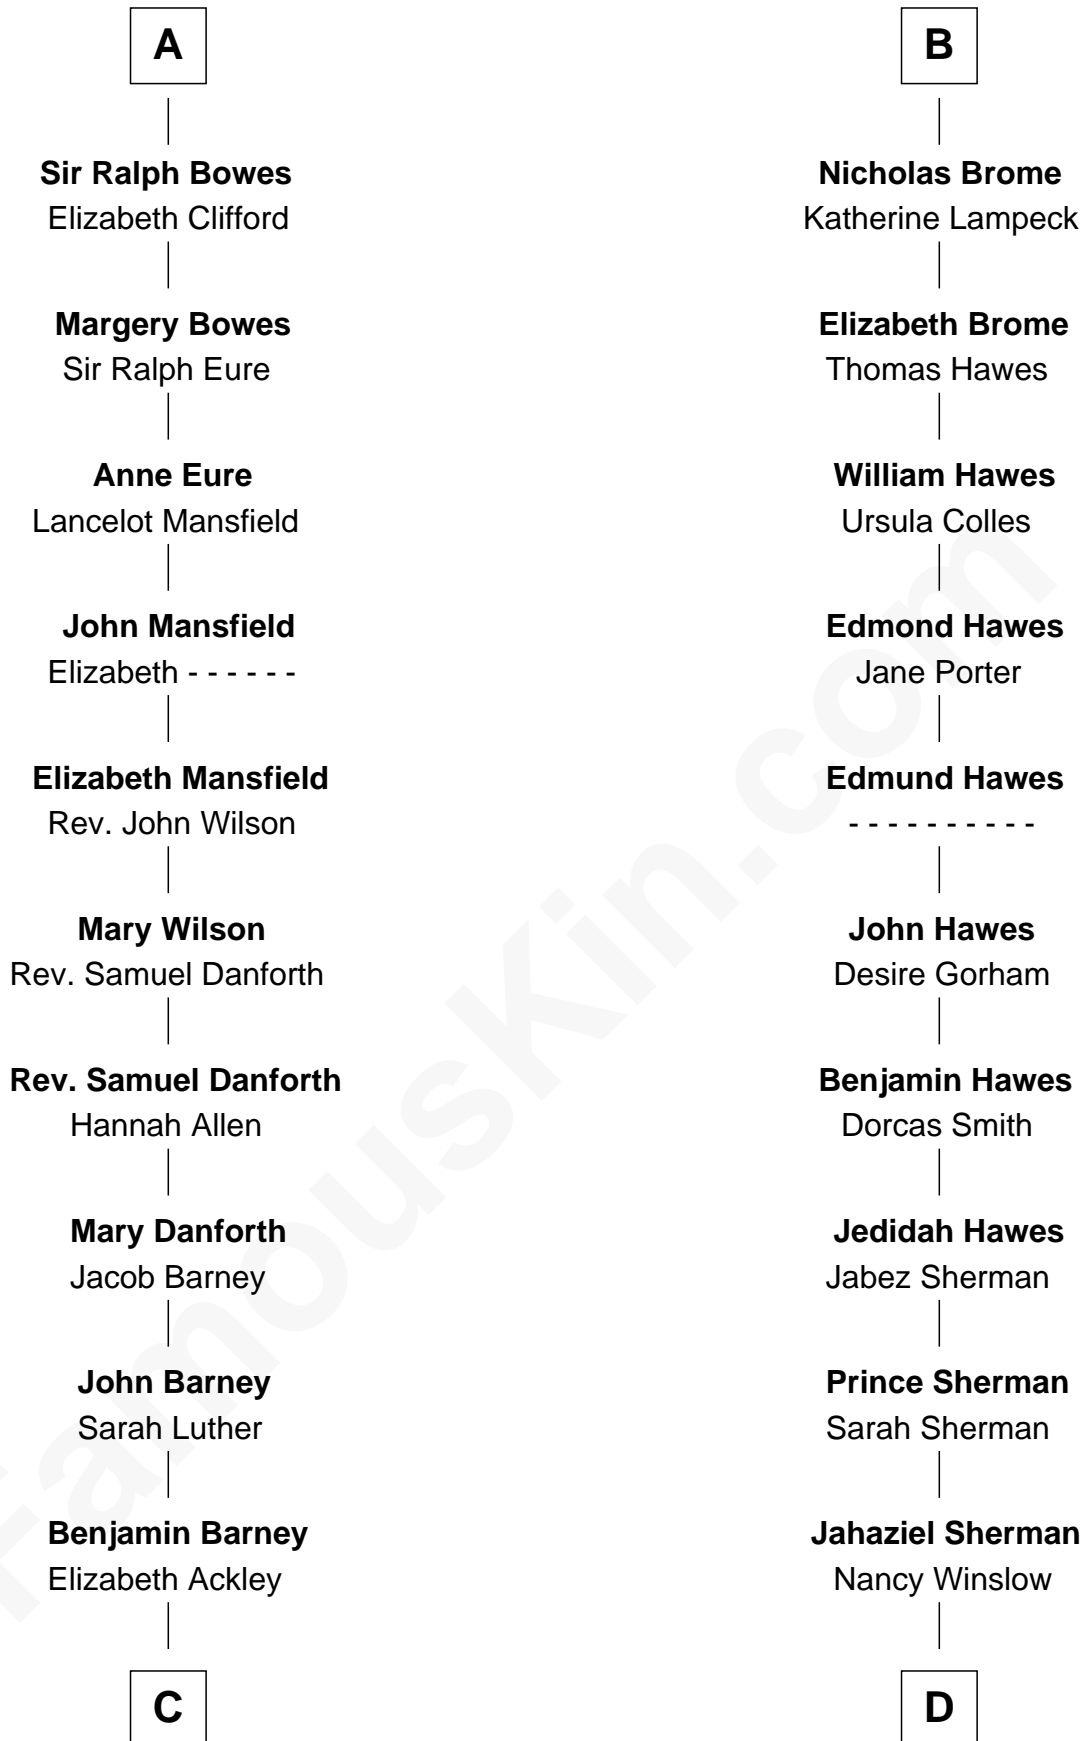 A
Sir Ralph Bowes
Elizabeth Clifford
Margery Bowes
Sir Ralph Eure
Anne Eure
Lancelot Mansfield
John Mansfield
Elizabeth - - - - - -
Elizabeth Mansfield
Rev. John Wilson
Mary Wilson
Rev. Samuel Danforth
Rev. Samuel Danforth
Hannah Allen
Mary Danforth
Jacob Barney
John Barney
Sarah Luther
Benjamin Barney
Elizabeth Ackley
C
B
Nicholas Brome
Katherine Lampeck
Elizabeth Brome
Thomas Hawes
William Hawes
Ursula Colles
Edmond Hawes
Jane Porter
Edmund Hawes
- - - - - - - - - -
John Hawes
Desire Gorham
Benjamin Hawes
Dorcas Smith
Jedidah Hawes
Jabez Sherman
Prince Sherman
Sarah Sherman
Jahaziel Sherman
Nancy Winslow
D
FamousKin.com